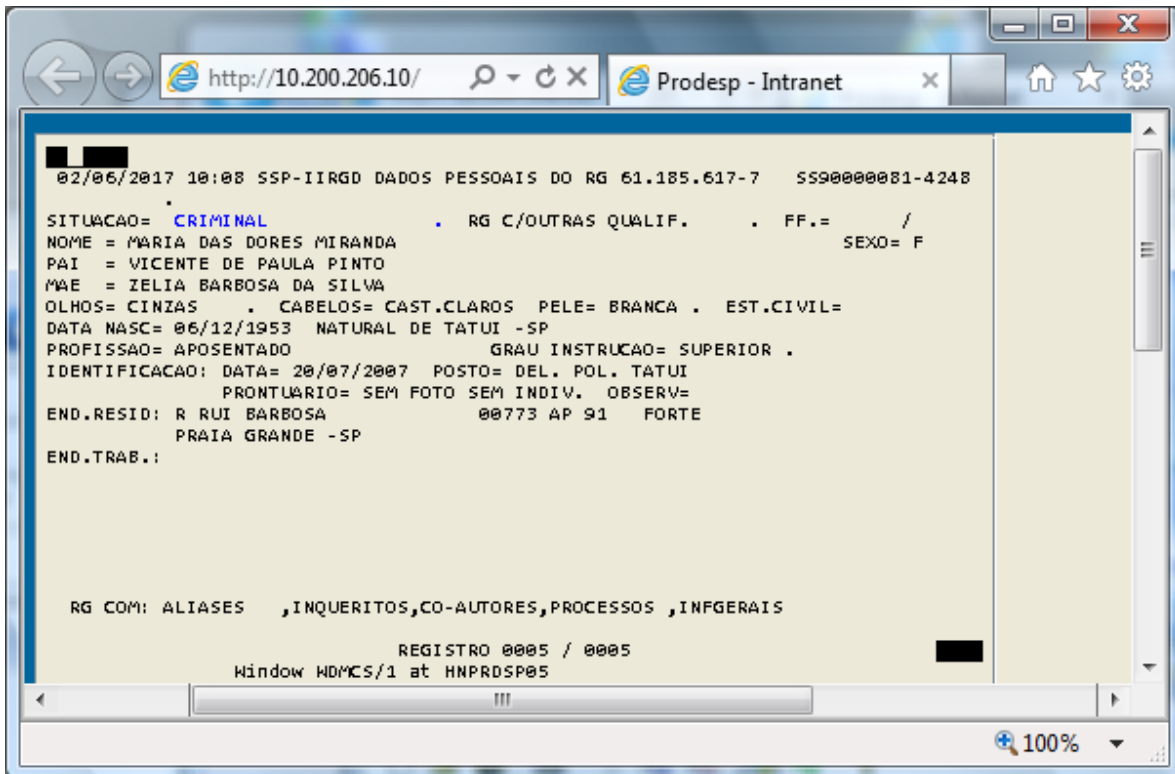 http://10.200.206.10/
Prodesp - Intranet
02/06/2017 10:08 SSP-IIRGD DADOS PESSOAIS DO RG 61.185.617-7 SS90000081-4248
.
SITUACAO= CRIMINAL . RG C/OUTRAS QUALIF. . FF.= /
NOME = MARIA DAS DORES MIRANDA SEXO= F
PAI = VICENTE DE PAULA PINTO
MAE = ZELIA BARBOSA DA SILVA
OLHOS= CINZAS . CABELOS= CAST.CLAROS PELE= BRANCA . EST.CIVIL=
DATA NASC= 06/12/1953 NATURAL DE TATUI -SP
PROFISSAO= APOSENTADO GRAU INSTRUCAO= SUPERIOR .
IDENTIFICACAO: DATA= 20/07/2007 POSTO= DEL. POL. TATUI
PRONTUARIO= SEM FOTO SEM INDIV. OBSERV=
END.RESID: R RUI BARBOSA 00773 AP 91 FORTE
PRAIA GRANDE -SP
END.TRAB.:
RG COM: ALIASES ,INQUERITOS,CO-AUTORES,PROCESSOS ,INFGERAIS
REGISTRO 0005 / 0005
Window WDMCS/1 at HNPRDSP05
100%